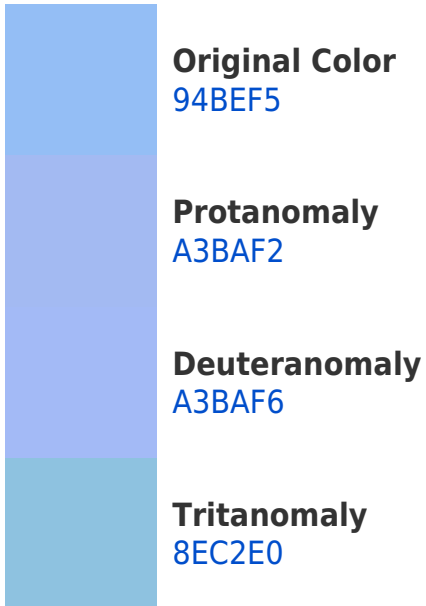 Original Color
94BEF5
Protanomaly
A3BAF2
Deuteranomaly
A3BAF6
Tritanomaly
8EC2E0